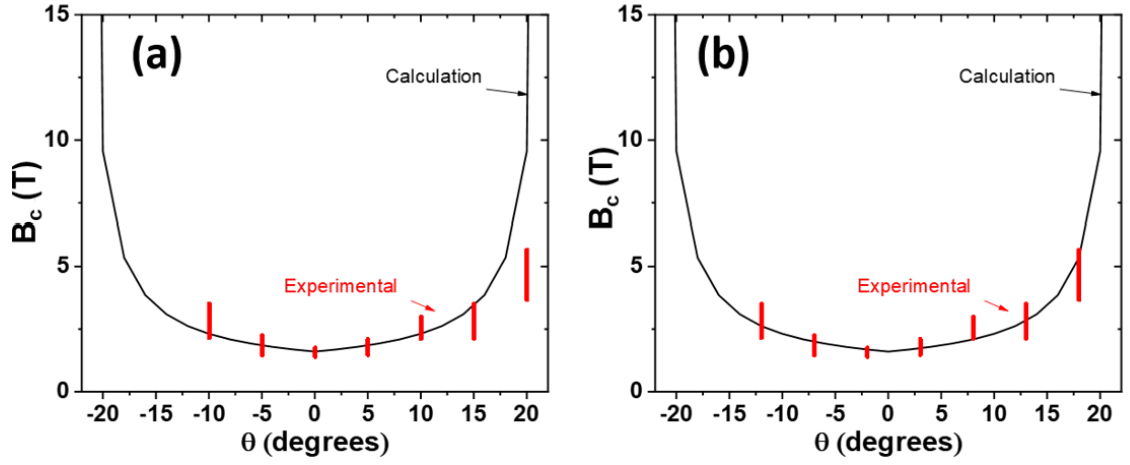 (a)
Calculation
Experimental
15
10
5
0
B_c (T)
-20 -15 -10 -5 0 5 10 15 20
θ (degrees)
(b)
Calculation
Experimental
15
10
5
0
B_c (T)
-20 -15 -10 -5 0 5 10 15 20
θ (degrees)